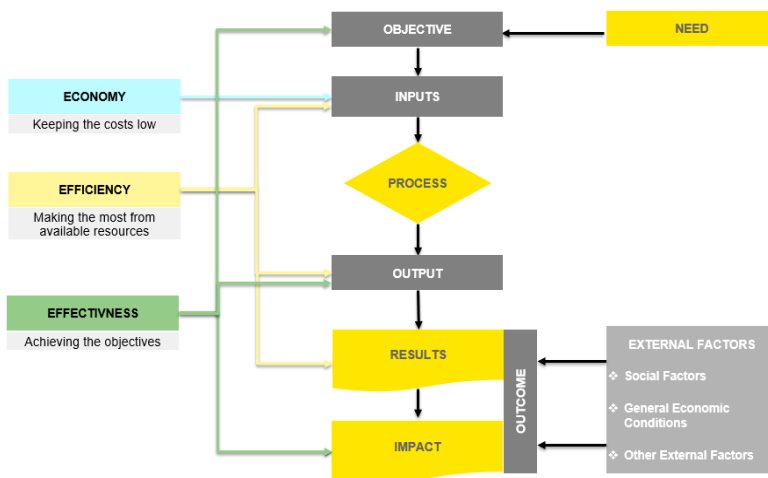 OBJECTIVE
NEED
ECONOMY
Keeping the costs low
INPUTS
EFFICIENCY
Making the most from
available resources
PROCESS
OUTPUT
EFFECTIVNESS
Achieving the objectives
RESULTS
IMPACT
OUTCOME
EXTERNAL FACTORS
❖ Social Factors
❖ General Economic
Conditions
❖ Other External Factors